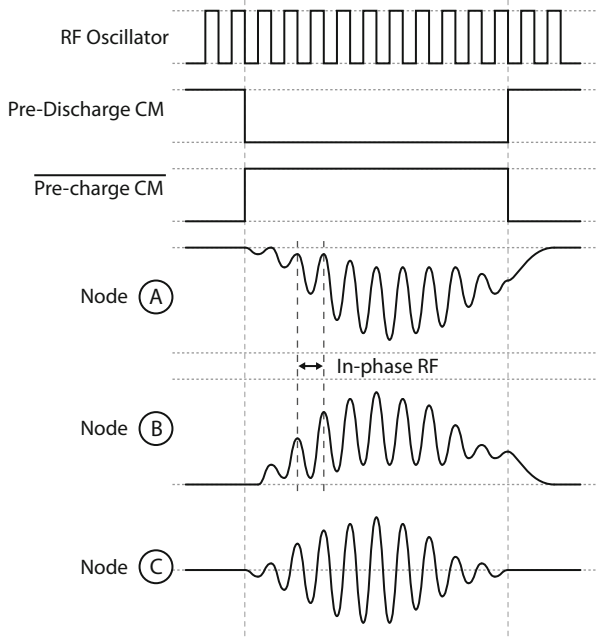 RF Oscillator
Pre-Discharge CM
Pre-charge CM
Node A
In-phase RF
Node B
Node C